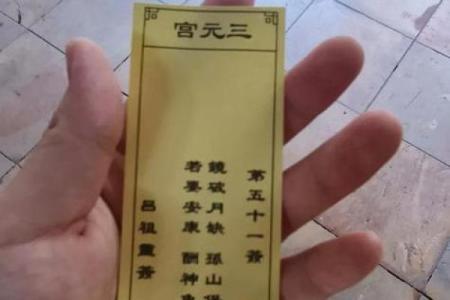 三元宮
第五十一簽
鏡破月缺 孤山
若要安康 酬神
呂祖靈簽